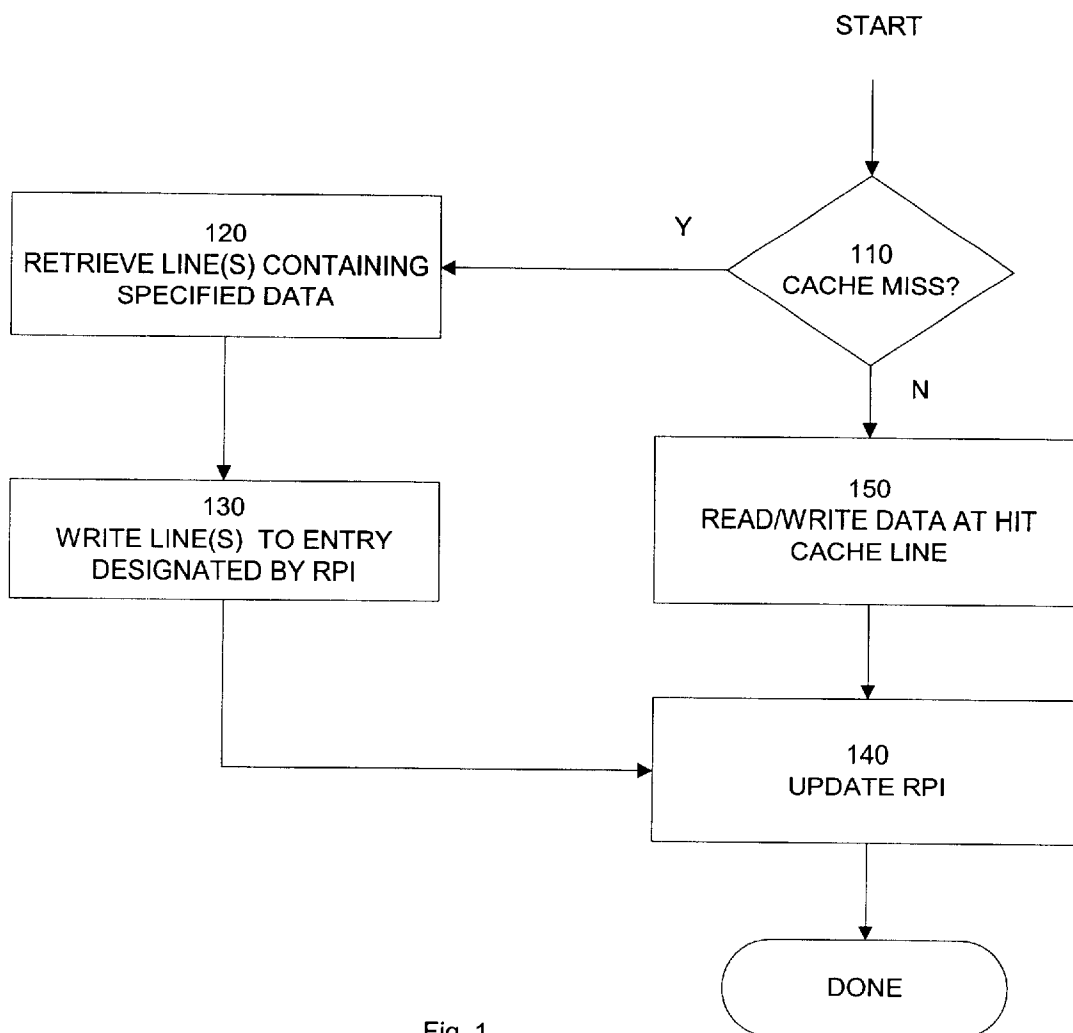 START
Y
110
CACHE MISS?
120
RETRIEVE LINE(S) CONTAINING
SPECIFIED DATA
N
130
WRITE LINE(S) TO ENTRY
DESIGNATED BY RPI
150
READ/WRITE DATA AT HIT
CACHE LINE
140
UPDATE RPI
DONE
Fig. 1